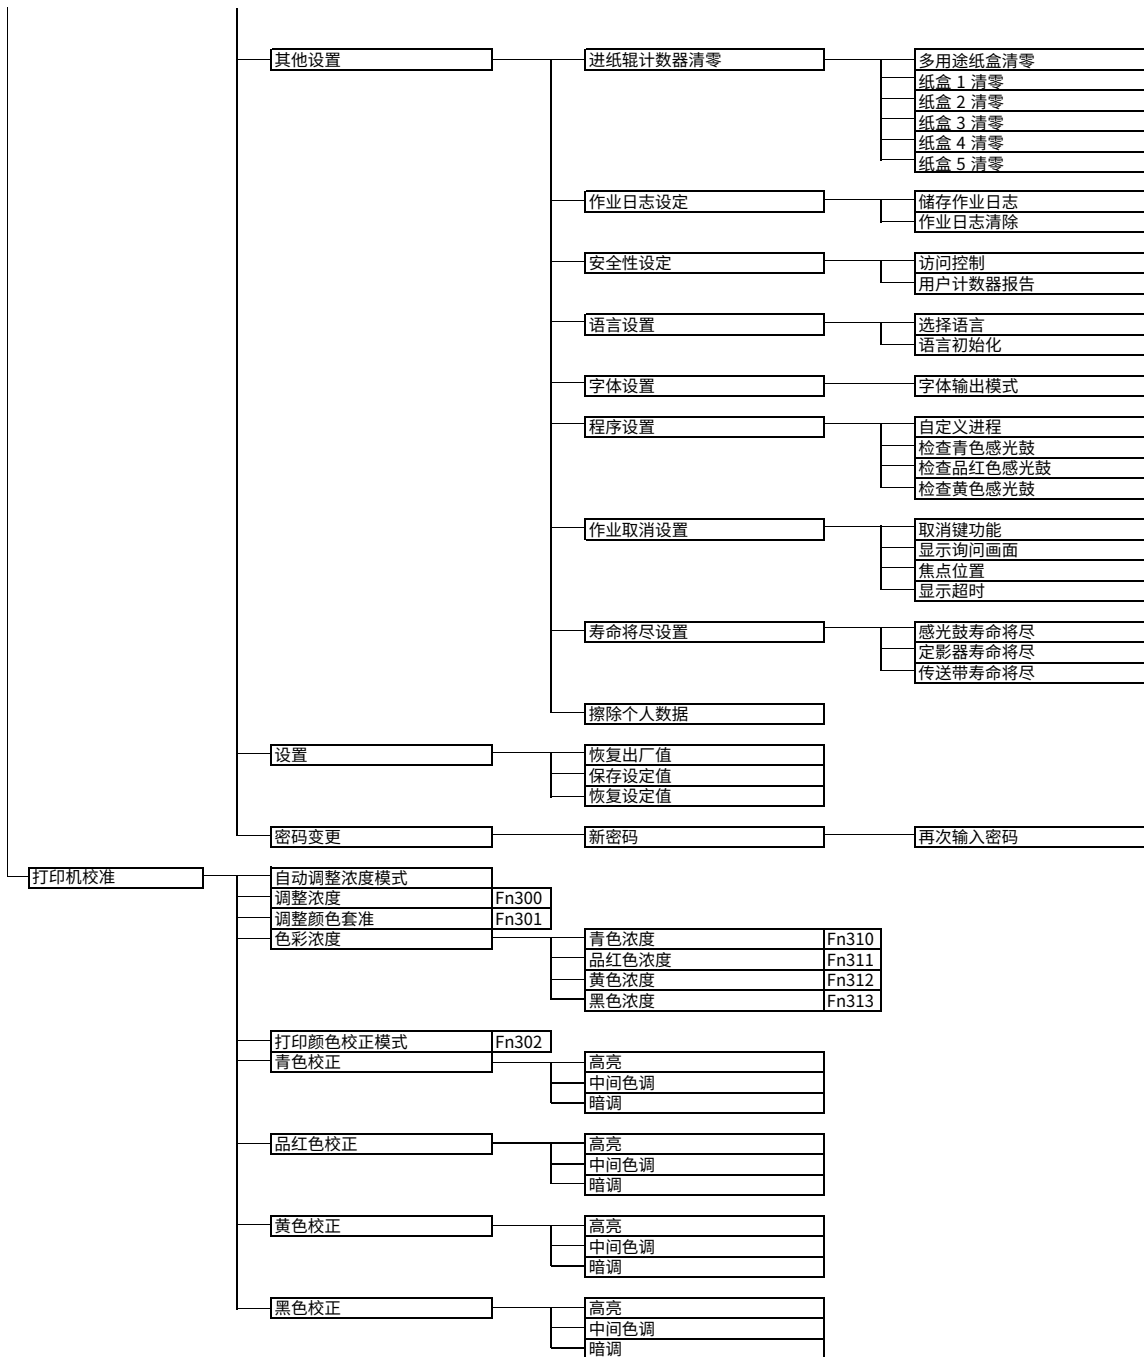 其他设置 进纸辊计数器清零 多用途纸盒清零
纸盒 1 清零
纸盒 2 清零
纸盒 3 清零
纸盒 4 清零
纸盒 5 清零
作业日志设定 储存作业日志
作业日志清除
安全性设定 访问控制
用户计数器报告
语言设置 选择语言
语言初始化
字体设置 字体输出模式
程序设置 自定义进程
检查青色感光鼓
检查品红色感光鼓
检查黄色感光鼓
作业取消设置 取消键功能
显示询问画面
焦点位置
显示超时
寿命将尽设置 感光鼓寿命将尽
定影器寿命将尽
传送带寿命将尽
擦除个人数据
设置 恢复出厂值
保存设定值
恢复设定值
密码变更 新密码 再次输入密码
打印机校准 自动调整浓度模式
调整浓度 Fn300
调整颜色套准 Fn301
色彩浓度 青色浓度 Fn310
品红色浓度 Fn311
黄色浓度 Fn312
黑色浓度 Fn313
打印颜色校正模式 Fn302
青色校正 高亮
中间色调
暗调
品红色校正 高亮
中间色调
暗调
黄色校正 高亮
中间色调
暗调
黑色校正 高亮
中间色调
暗调